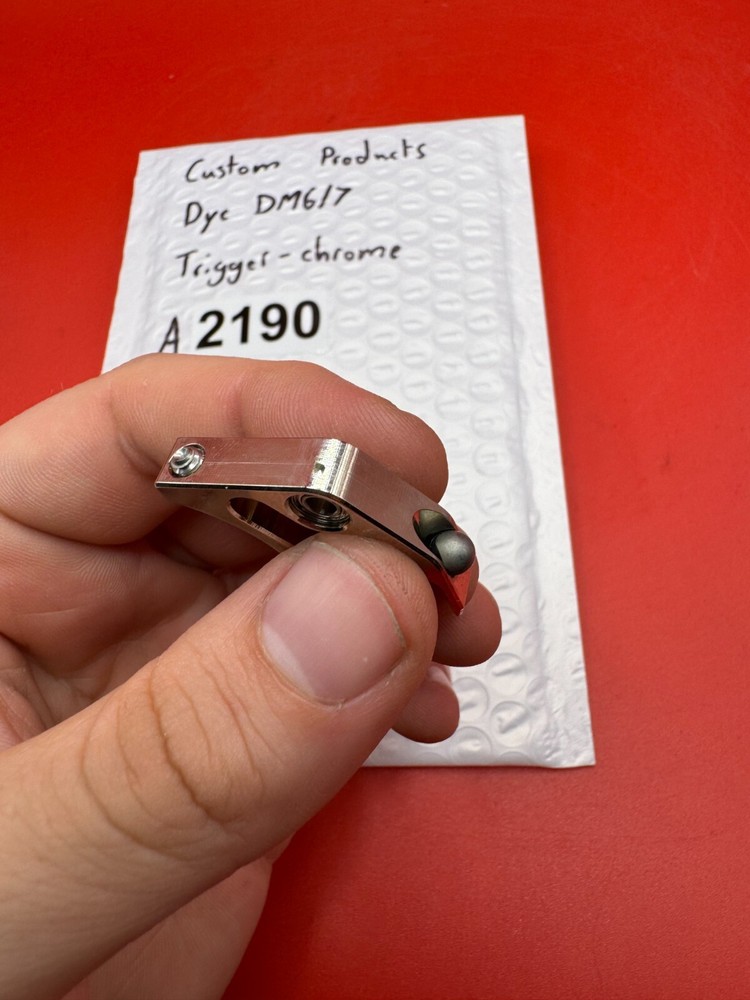 Custom Products
Dye DM6/7
Trigger - chrome
A 2190